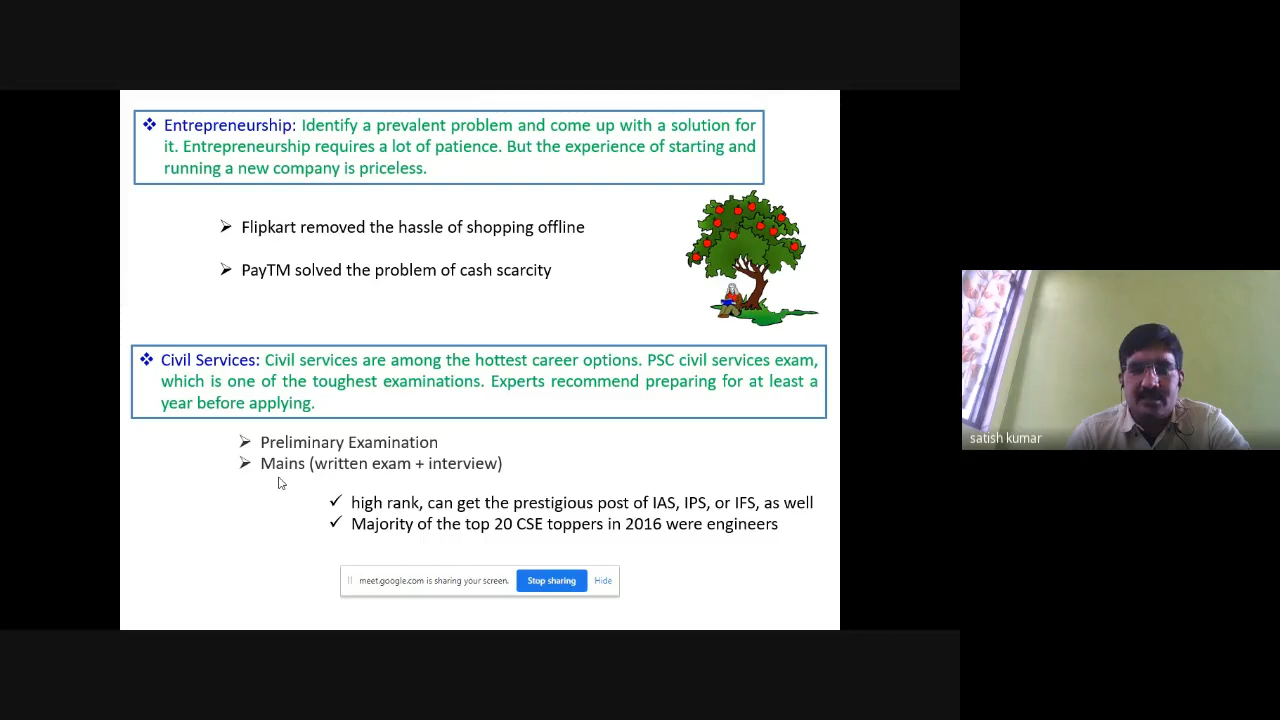 ❖ Entrepreneurship: Identify a prevalent problem and come up with a solution for
it. Entrepreneurship requires a lot of patience. But the experience of starting and
running a new company is priceless.
➢ Flipkart removed the hassle of shopping offline
➢ PayTM solved the problem of cash scarcity
❖ Civil Services: Civil services are among the hottest career options. PSC civil services exam,
which is one of the toughest examinations. Experts recommend preparing for at least a
year before applying.
➢ Preliminary Examination
➢ Mains (written exam + interview)
✓ high rank, can get the prestigious post of IAS, IPS, or IFS, as well
✓ Majority of the top 20 CSE toppers in 2016 were engineers
meet.google.com is sharing your screen. Stop sharing Hide
satish kumar